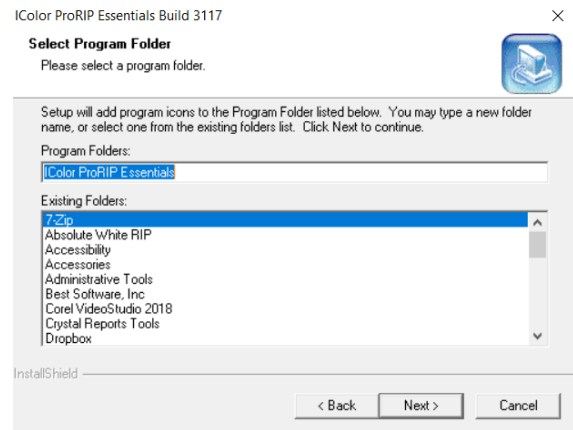 IColor ProRIP Essentials Build 3117
Select Program Folder
Please select a program folder.
Setup will add program icons to the Program Folder listed below. You may type a new folder
name, or select one from the existing folders list. Click Next to continue.
Program Folders:
IColor ProRIP Essentials
Existing Folders:
7-Zip
Absolute White RIP
Accessibility
Accessories
Administrative Tools
Best Software, Inc
Corel VideoStudio 2018
Crystal Reports Tools
Dropbox
InstallShield
< Back Next > Cancel